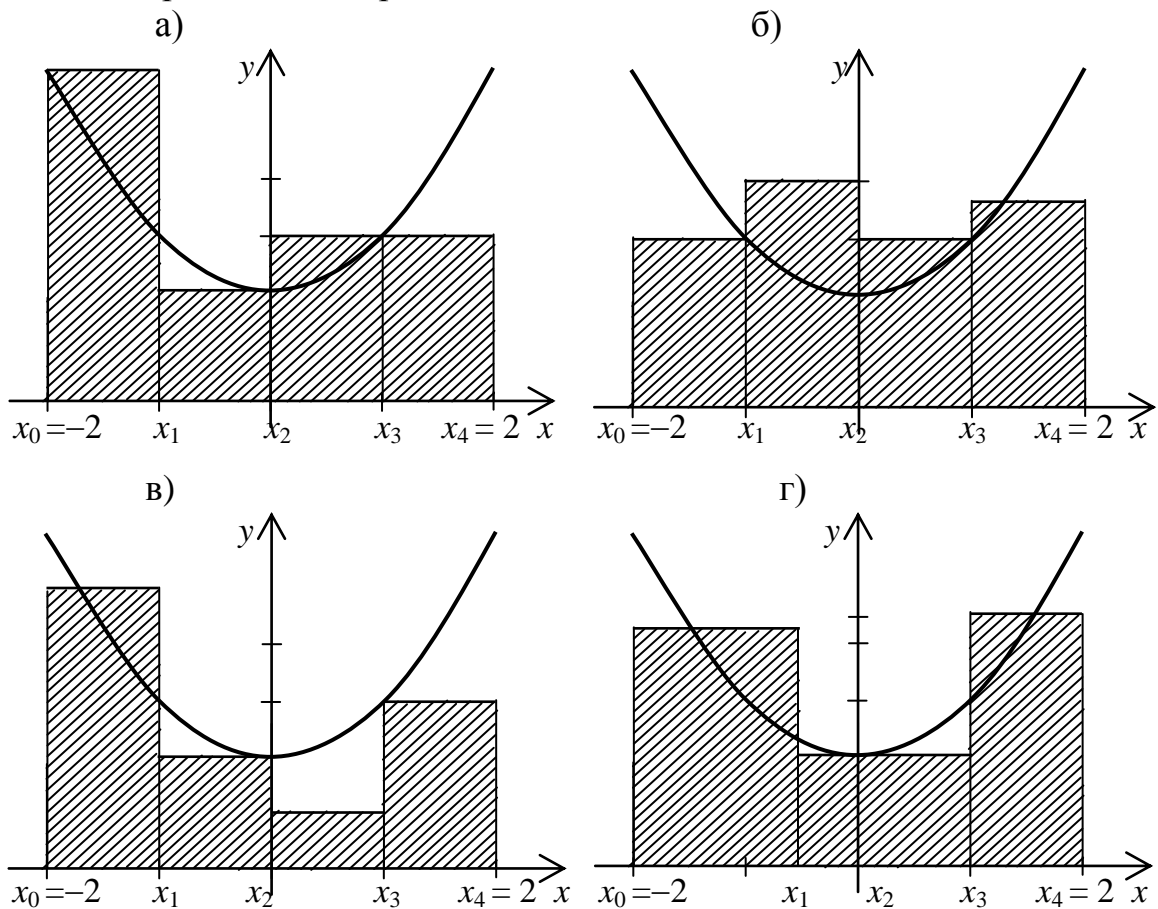 а)
б)
y
y
x₀ =−2 x₁ x₂ x₃ x₄ = 2 x
x₀ =−2 x₁ x₂ x₃ x₄ = 2 x
в)
г)
y
y
x₀ =−2 x₁ x₂ x₃ x₄ = 2 x
x₀ =−2 x₁ x₂ x₃ x₄ = 2 x